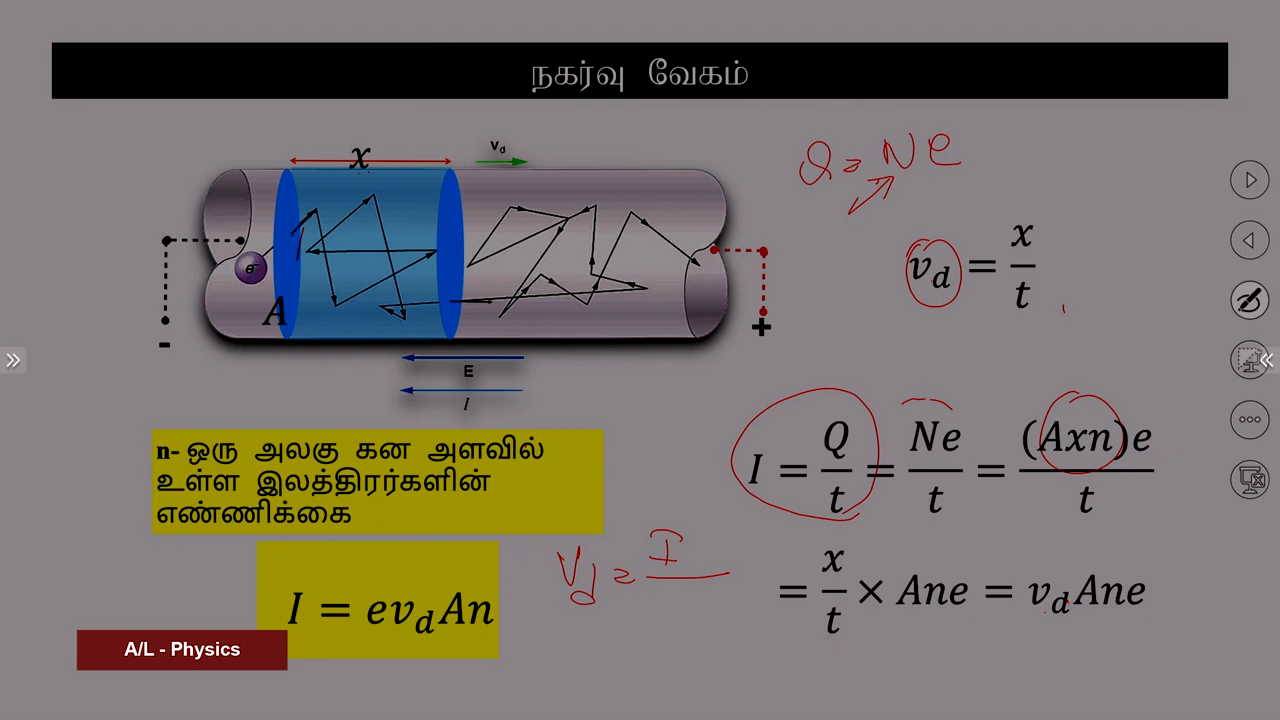 நகர்வு வேகம்
x
v_d
Q = Ne
v_d = x/t
e⁻
A
-
+
E
I
I = Q/t = Ne/t = (Axn)e/t
n- ஒரு அலகு கன அளவில்
உள்ள இலத்திரர்களின்
எண்ணிக்கை
V_d = I
= x/t × Ane = v_d Ane
I = ev_d An
A/L - Physics